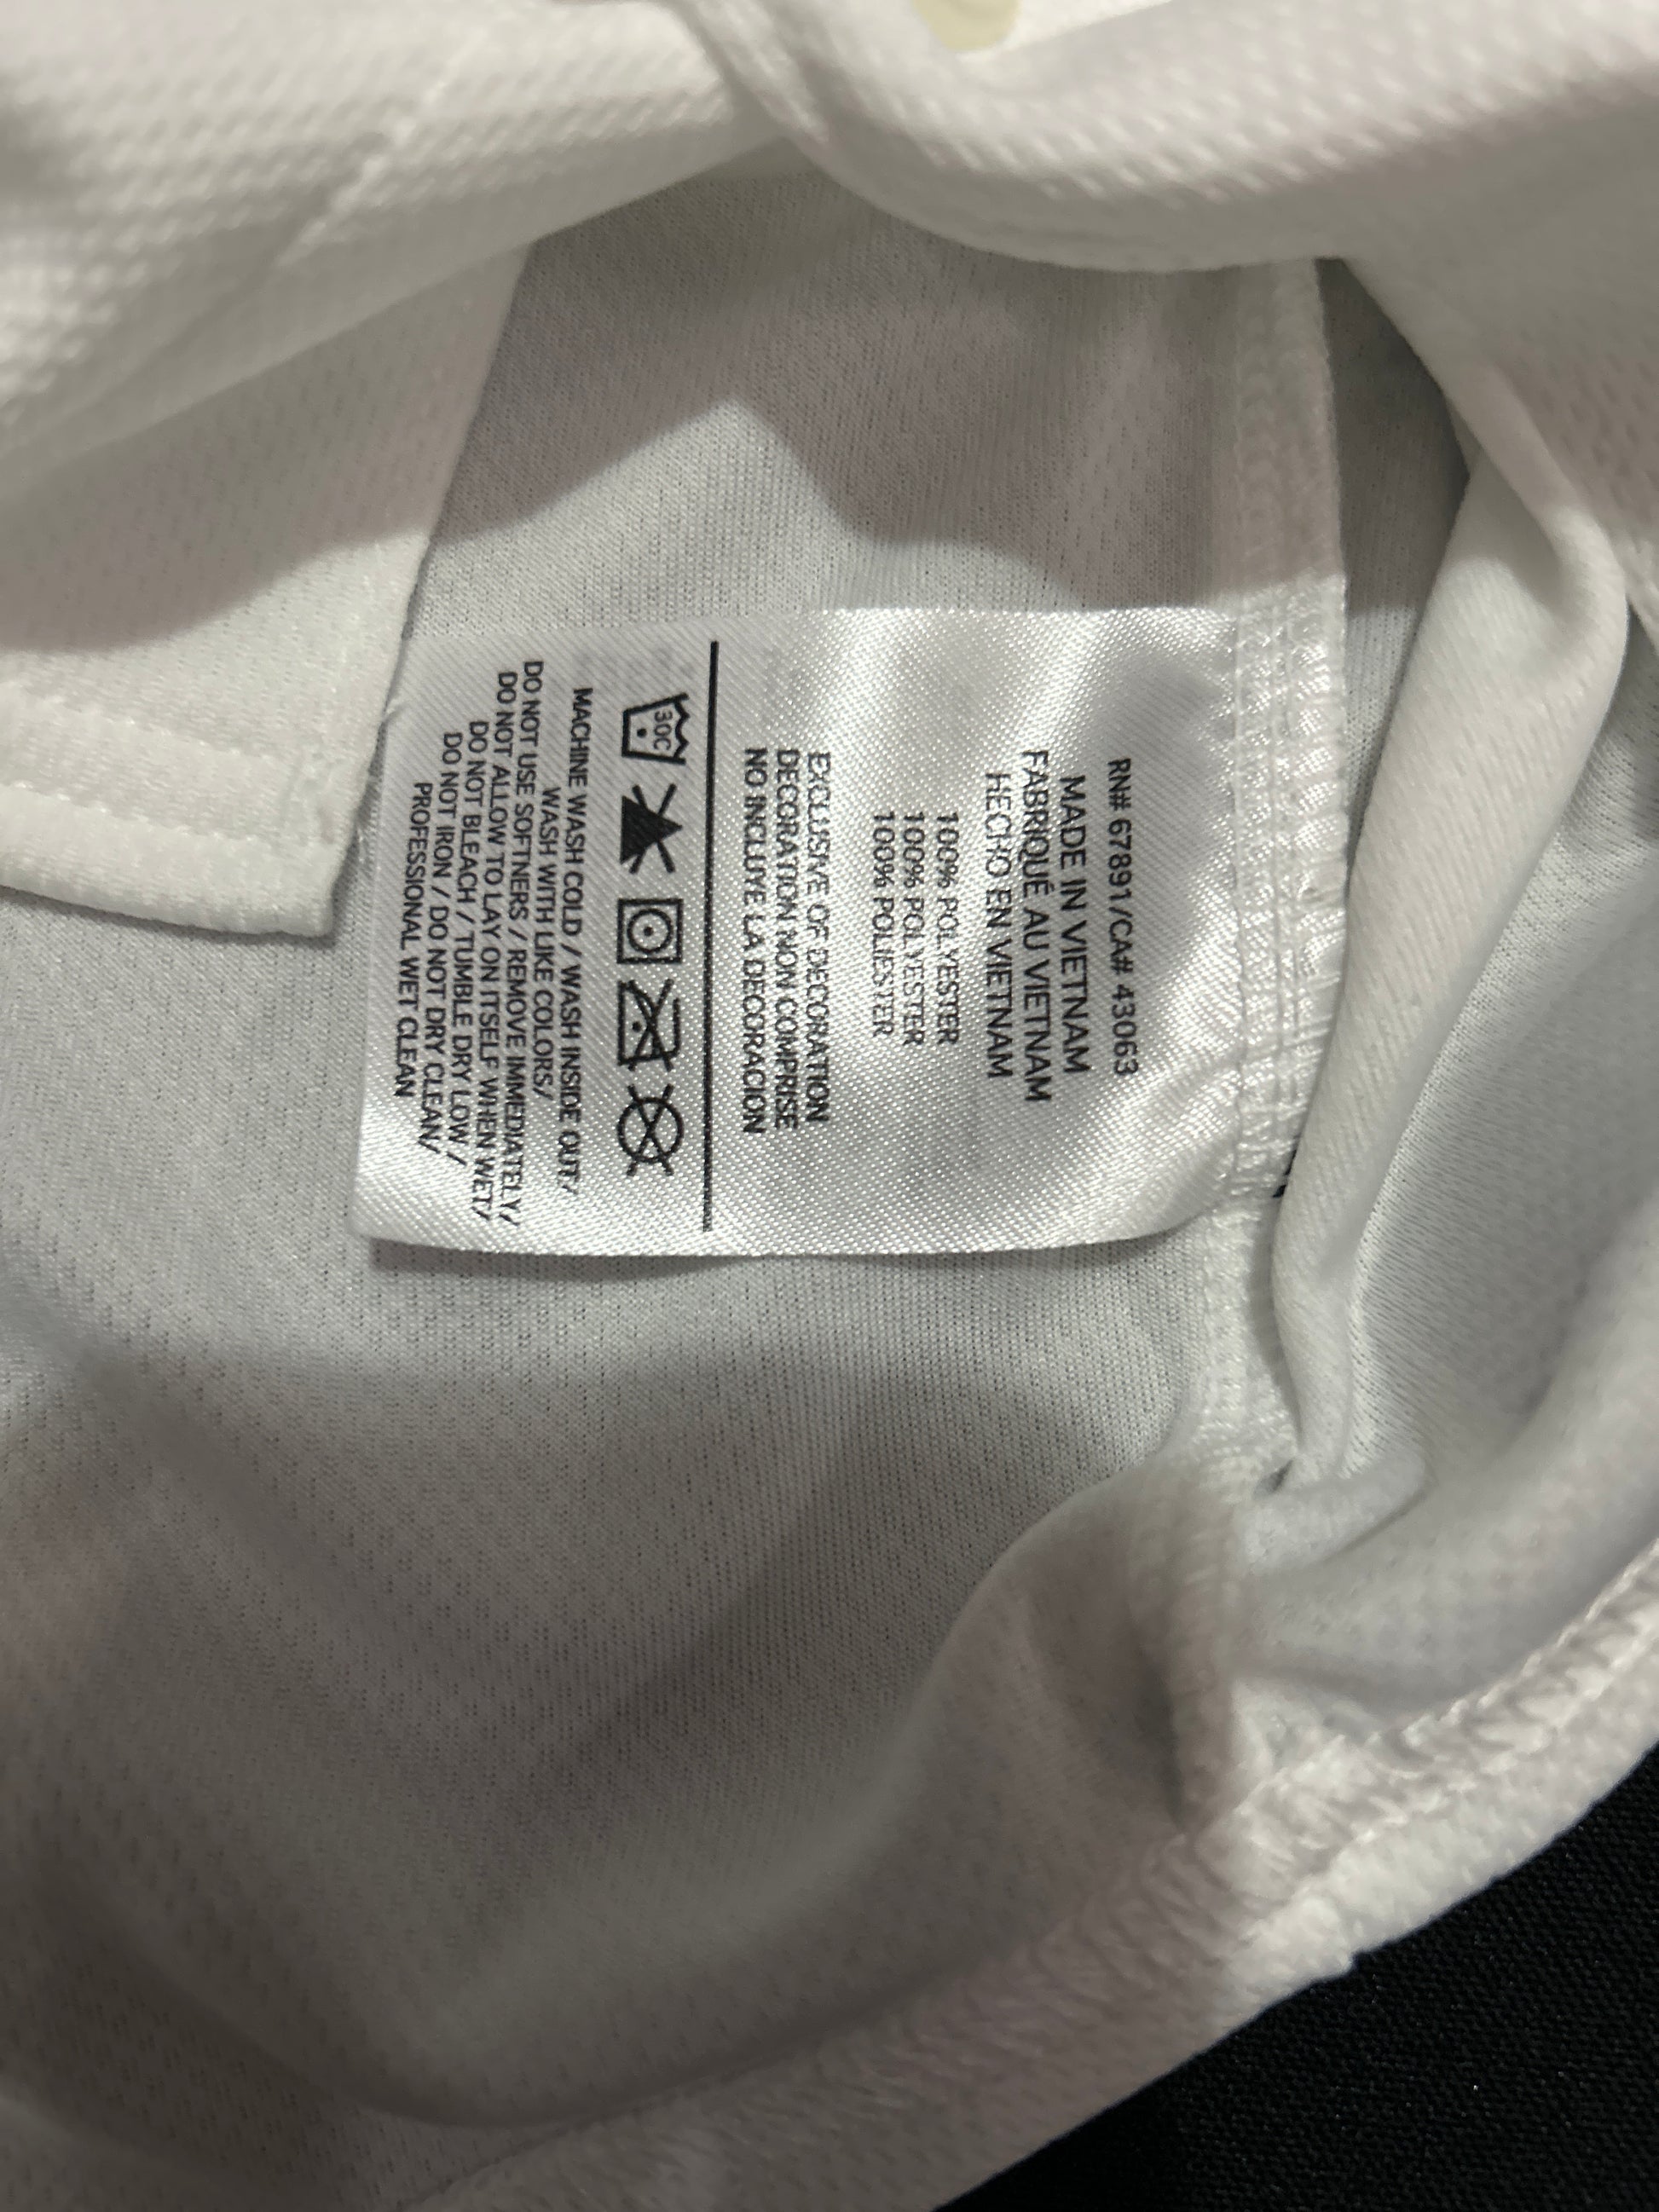 RN# 67891/CA# 43063
MADE IN VIETNAM
FABRIQUÉ AU VIETNAM
HECHO EN VIETNAM
100% POLYESTER
100% POLYESTER
100% POLIESTER
EXCLUSIVE OF DECORATION
DECORATION NON COMPRISE
NO INCLUYE LA DECORACION
30C
MACHINE WASH COLD / WASH INSIDE OUT/
WASH WITH LIKE COLORS/
DO NOT USE SOFTNERS / REMOVE IMMEDIATELY/
DO NOT ALLOW TO LAY ON ITSELF WHEN WET/
DO NOT BLEACH / TUMBLE DRY LOW /
DO NOT IRON / DO NOT DRY CLEAN/
PROFESSIONAL WET CLEAN